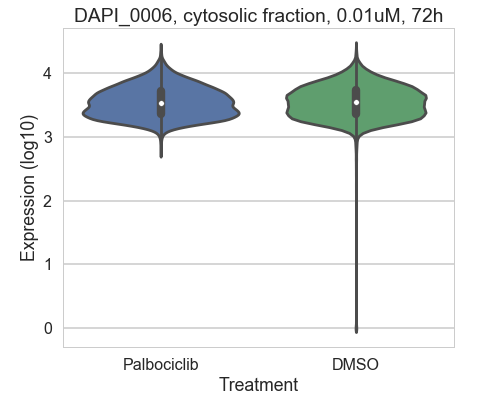 DAPI_0006, cytosolic fraction, 0.01uM, 72h
Expression (log10)
4
3
2
1
0
Palbociclib DMSO
Treatment